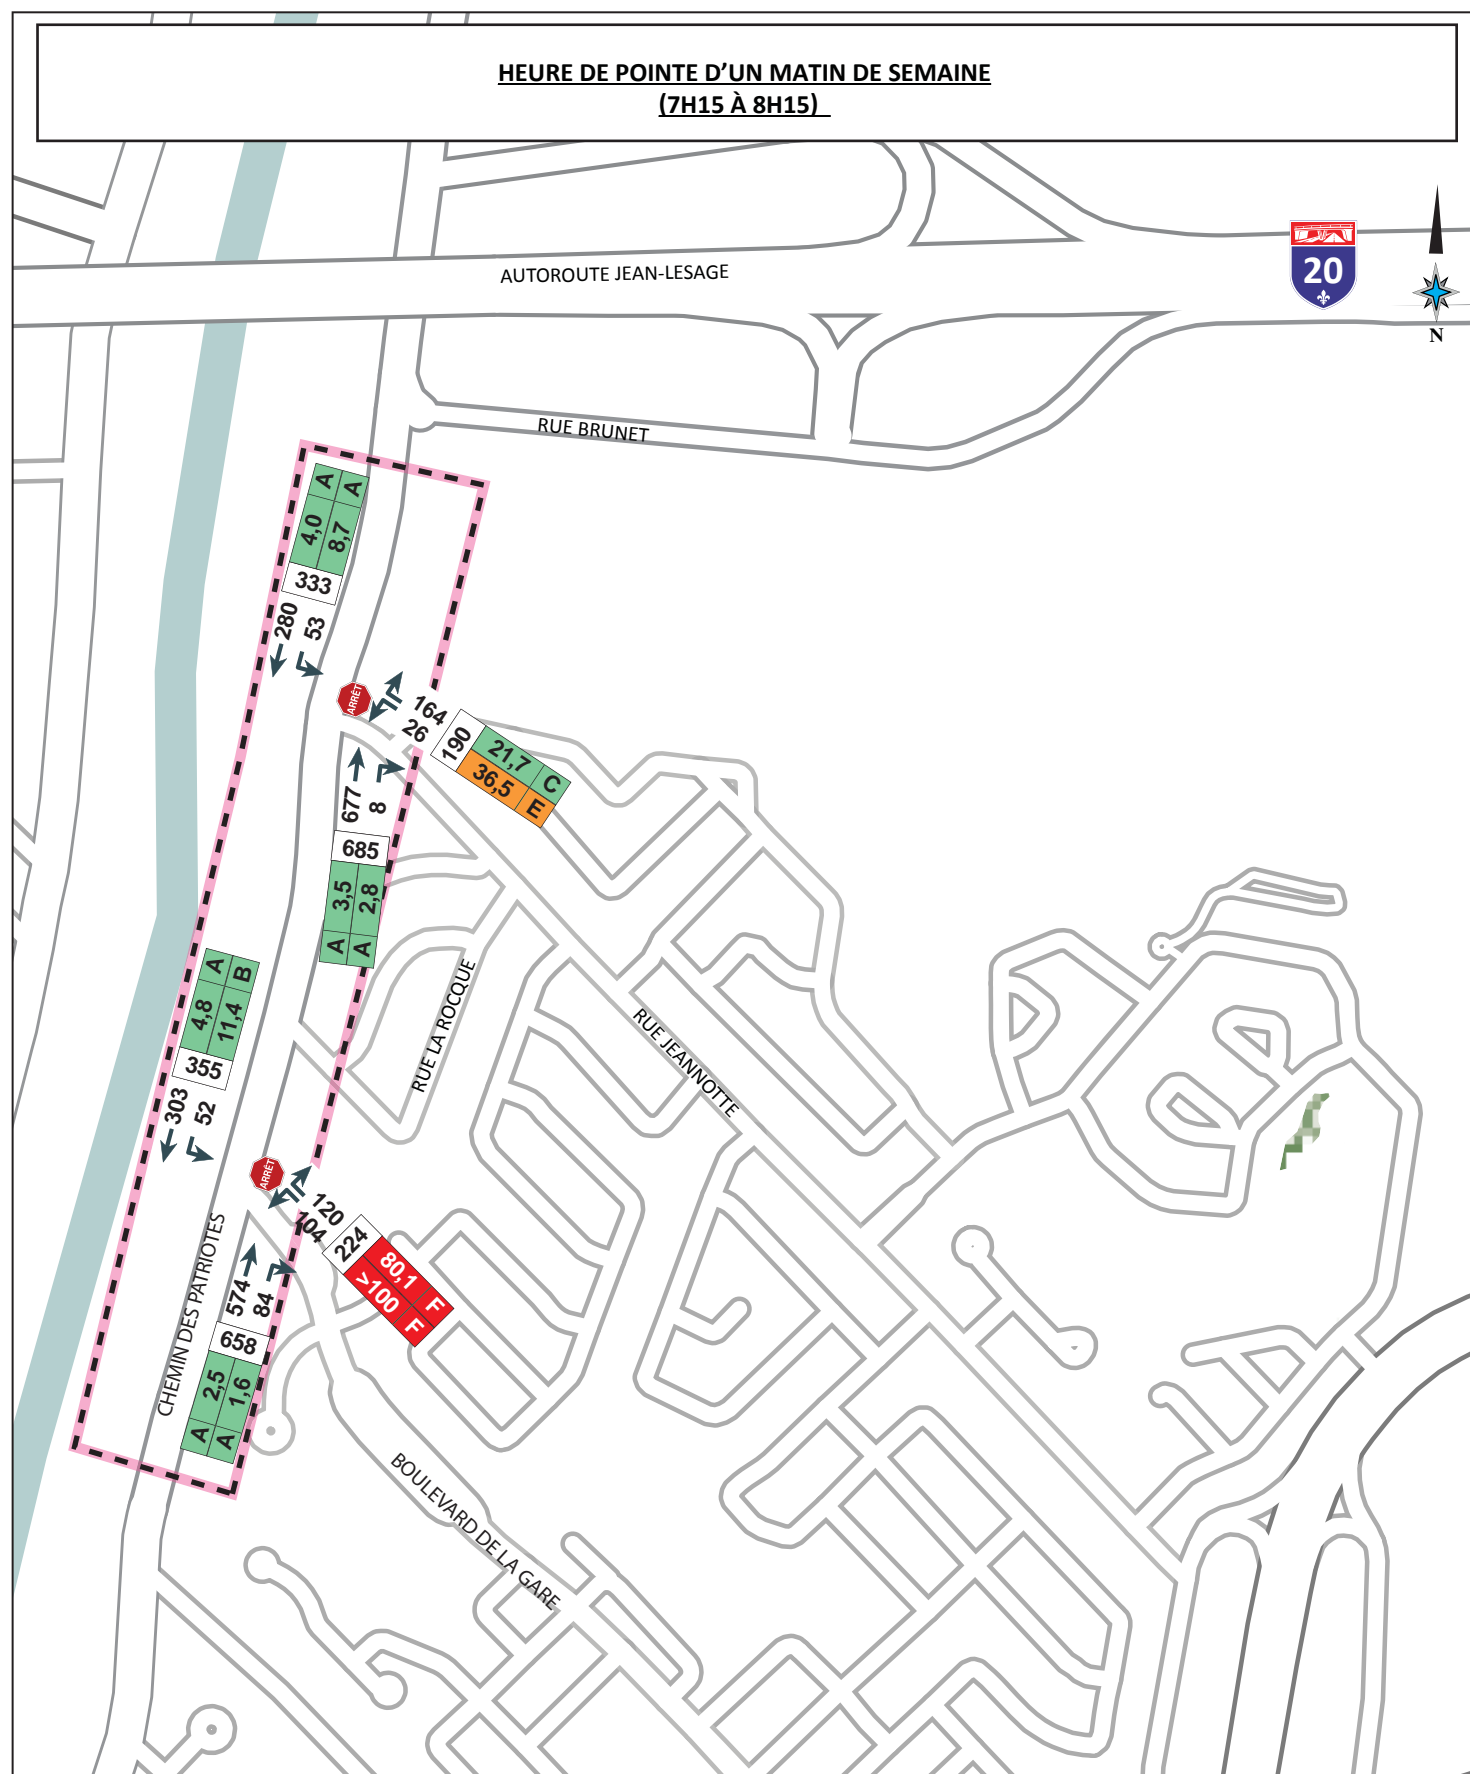 HEURE DE POINTE D'UN MATIN DE SEMAINE
(7H15 À 8H15)
AUTOROUTE JEAN-LESAGE
20
N
RUE BRUNET
A
A
4,0
8,7
333
280
53
ARRÊT
164
26
190
21,7
C
36,5
E
677
8
685
3,5
2,8
A
A
A
B
4,8
11,4
355
303
52
RUE LA ROCQUE
RUE JEANNOTTE
ARRÊT
120
104
224
80,1
F
>100
F
574
84
658
2,5
1,6
A
A
CHEMIN DES PATRIOTES
BOULEVARD DE LA GARE